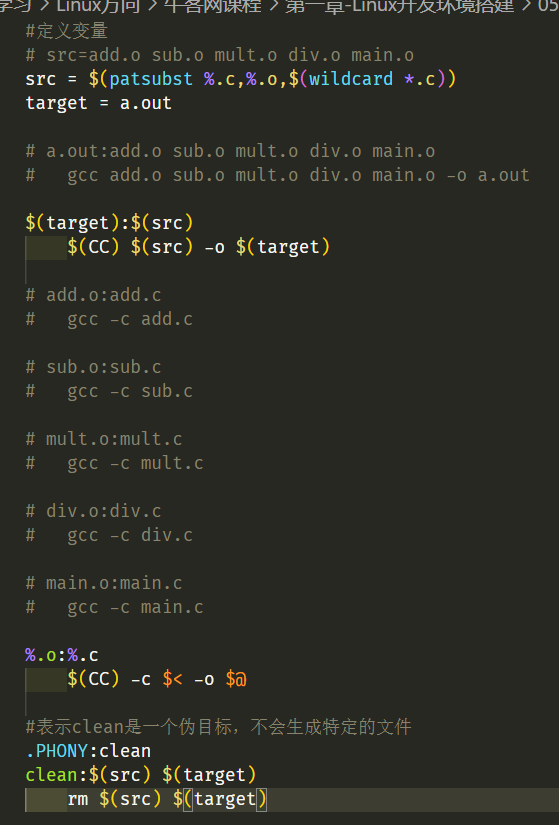 学习 > Linux方向 > 牛客网课程 > 第一章-Linux开发环境搭建 > 05
#定义变量
# src=add.o sub.o mult.o div.o main.o
src = $(patsubst %.c,%.o,$(wildcard *.c))
target = a.out
# a.out:add.o sub.o mult.o div.o main.o
#   gcc add.o sub.o mult.o div.o main.o -o a.out
$(target):$(src)
    $(CC) $(src) -o $(target)
# add.o:add.c
#   gcc -c add.c
# sub.o:sub.c
#   gcc -c sub.c
# mult.o:mult.c
#   gcc -c mult.c
# div.o:div.c
#   gcc -c div.c
# main.o:main.c
#   gcc -c main.c
%.o:%.c
    $(CC) -c $< -o $@
#表示clean是一个伪目标，不会生成特定的文件
.PHONY:clean
clean:$(src) $(target)
    rm $(src) $(target)